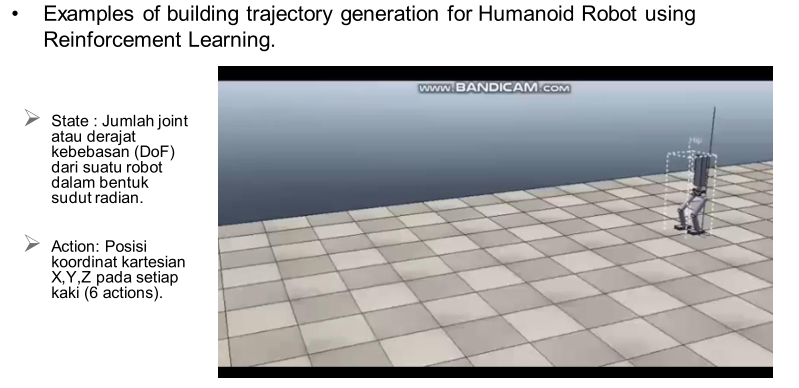 • Examples of building trajectory generation for Humanoid Robot using
Reinforcement Learning.
www.BANDICAM.com
State : Jumlah joint
atau derajat
kebebasan (DoF)
dari suatu robot
dalam bentuk
sudut radian.
Action: Posisi
koordinat kartesian
X,Y,Z pada setiap
kaki (6 actions).